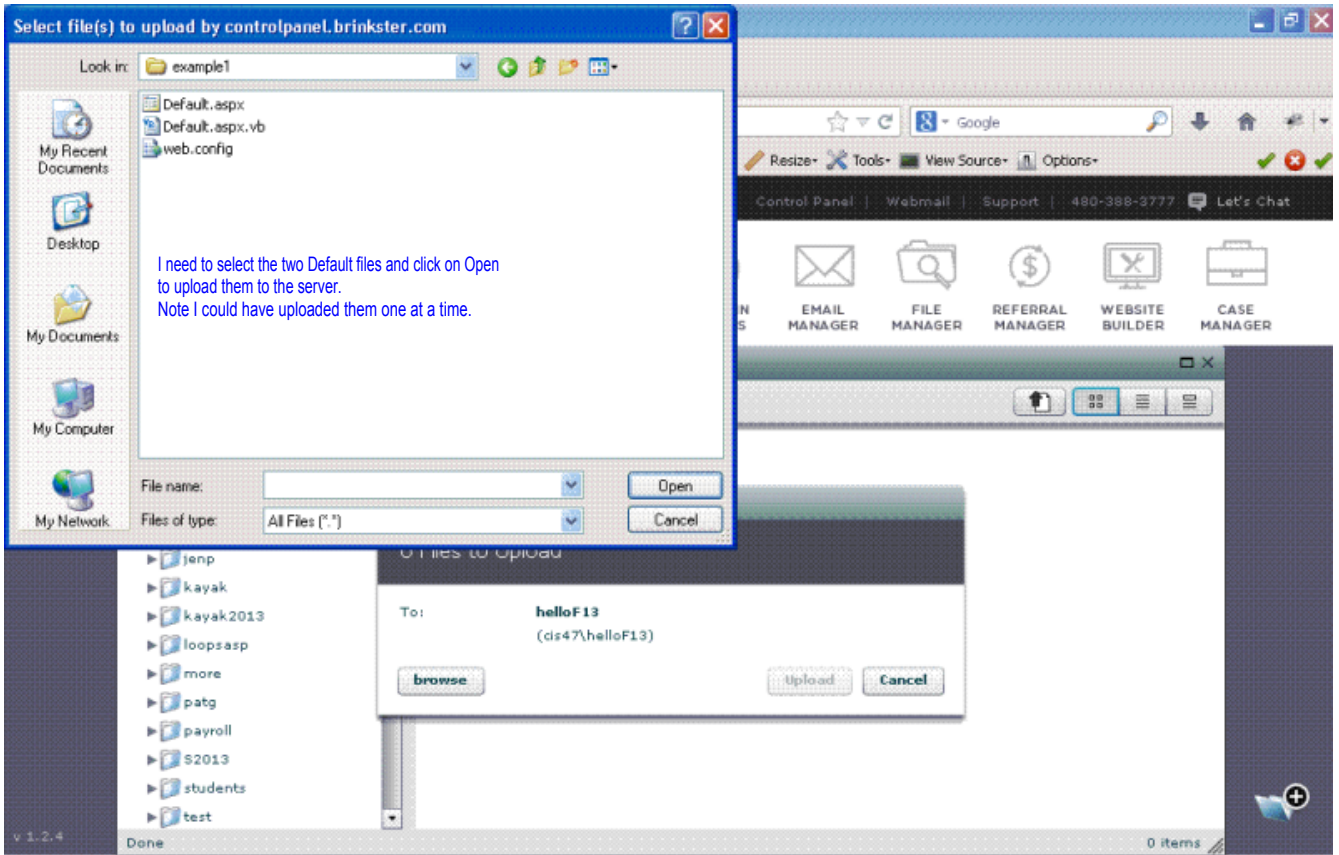 Select file(s) to upload by controlpanel.brinkster.com
Look in:
example1
My Recent
Documents
Desktop
My Documents
My Computer
My Network
Default.aspx
Default.aspx.vb
web.config
I need to select the two Default files and click on Open
to upload them to the server.
Note I could have uploaded them one at a time.
File name:
Open
Files of type:
All Files (*.*)
Cancel
Google
Resize
Tools
View Source
Options
Control Panel | Webmail | Support | 480-388-3777 Let's Chat
EMAIL
MANAGER
FILE
MANAGER
REFERRAL
MANAGER
WEBSITE
BUILDER
CASE
MANAGER
0 Files to Upload
To:
helloF13
(cis47\helloF13)
browse
Upload
Cancel
jenp
kayak
kayak2013
loopsasp
more
patg
payroll
S2013
students
test
v 1.2.4
Done
0 items